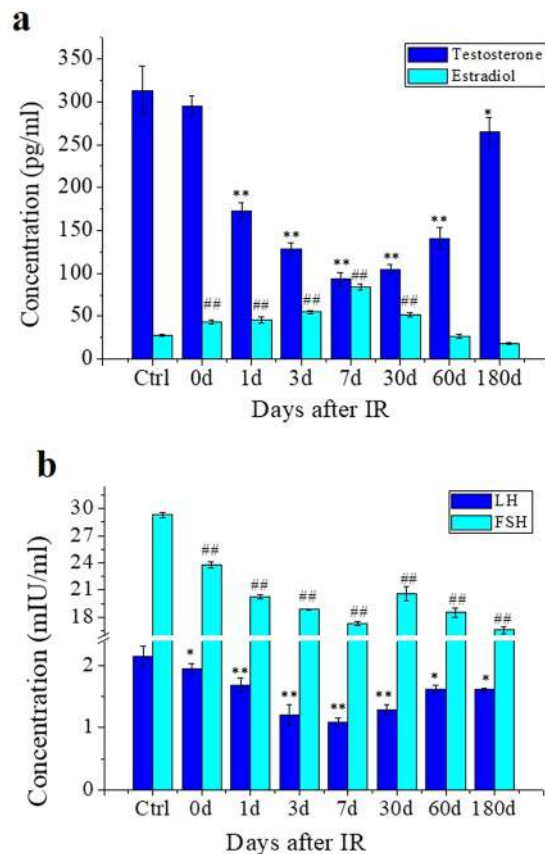 a
Concentration (pg/ml)
350
300
250
200
150
100
50
0
Testosterone
Estradiol
** ** ** ** ** *
## ## ## ## ##
Ctrl 0d 1d 3d 7d 30d 60d 180d
Days after IR
b
Concentration (mIU/ml)
30
27
24
21
18
2
1
0
LH
FSH
## ## ## ## ## ## ##
* ** ** ** ** * *
Ctrl 0d 1d 3d 7d 30d 60d 180d
Days after IR